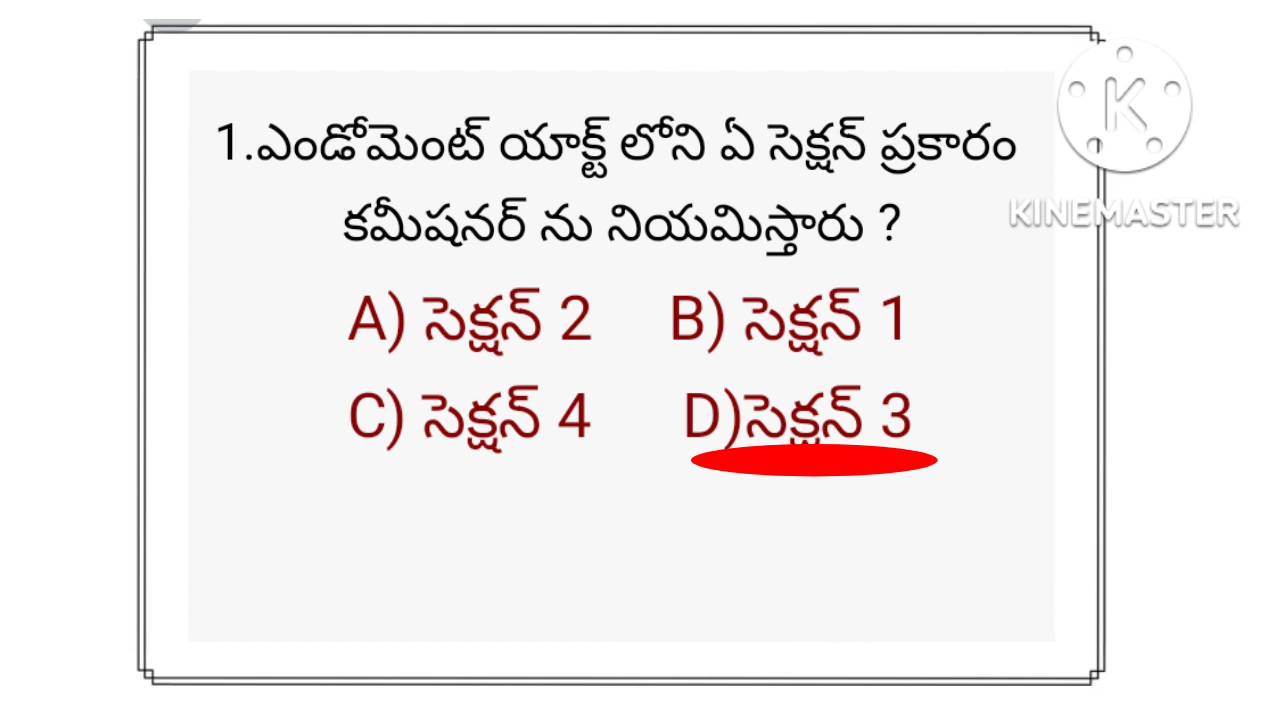 1.ఎండోమెంట్ యాక్ట్ లోని ఏ సెక్షన్ ప్రకారం
కమీషనర్ ను నియమిస్తారు ?
A) సెక్షన్ 2 B) సెక్షన్ 1
C) సెక్షన్ 4 D)సెక్షన్ 3
K
KINEMASTER